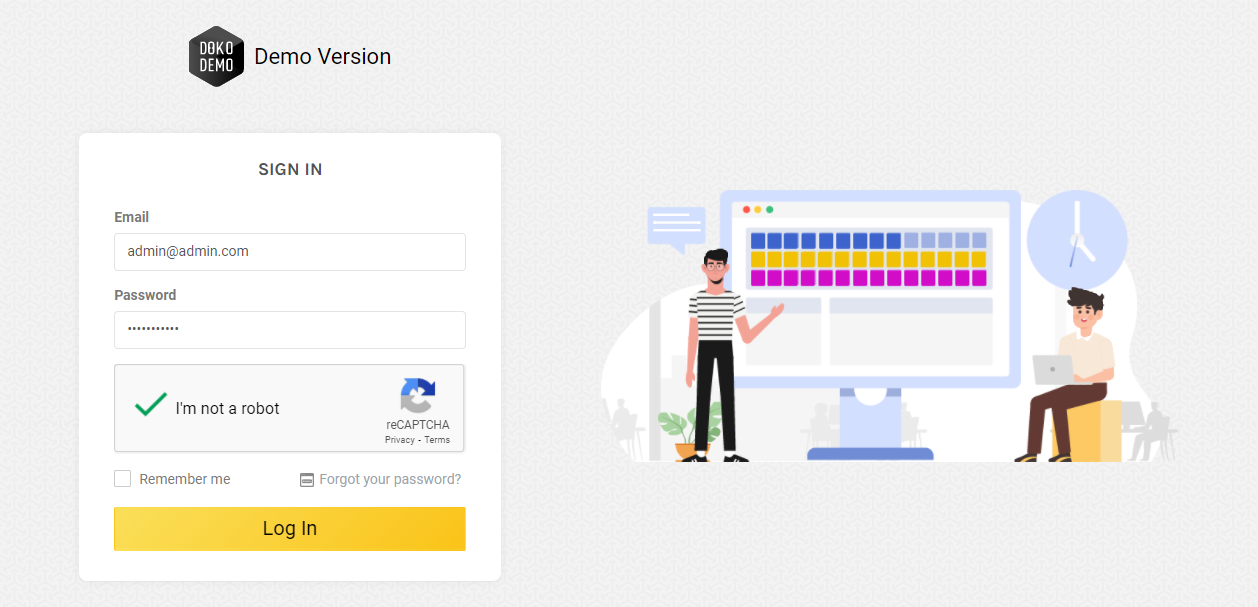 DOKO
DEMO
Demo Version
SIGN IN
Email
admin@admin.com
Password
•••••••••••
I'm not a robot
reCAPTCHA
Privacy - Terms
Remember me
Forgot your password?
Log In